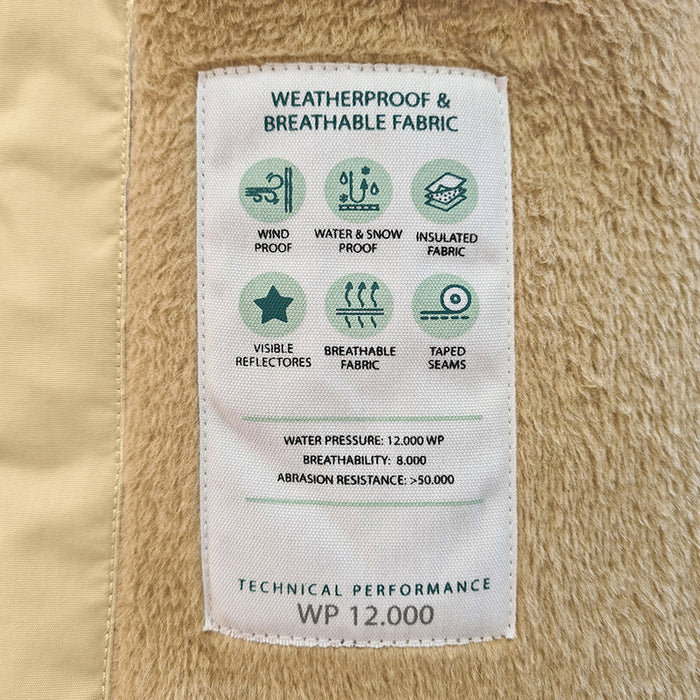 WEATHERPROOF &
BREATHABLE FABRIC
WIND
PROOF
WATER & SNOW
PROOF
INSULATED
FABRIC
VISIBLE
REFLECTORES
BREATHABLE
FABRIC
TAPED
SEAMS
WATER PRESSURE: 12.000 WP
BREATHABILITY: 8.000
ABRASION RESISTANCE: >50.000
TECHNICAL PERFORMANCE
WP 12.000